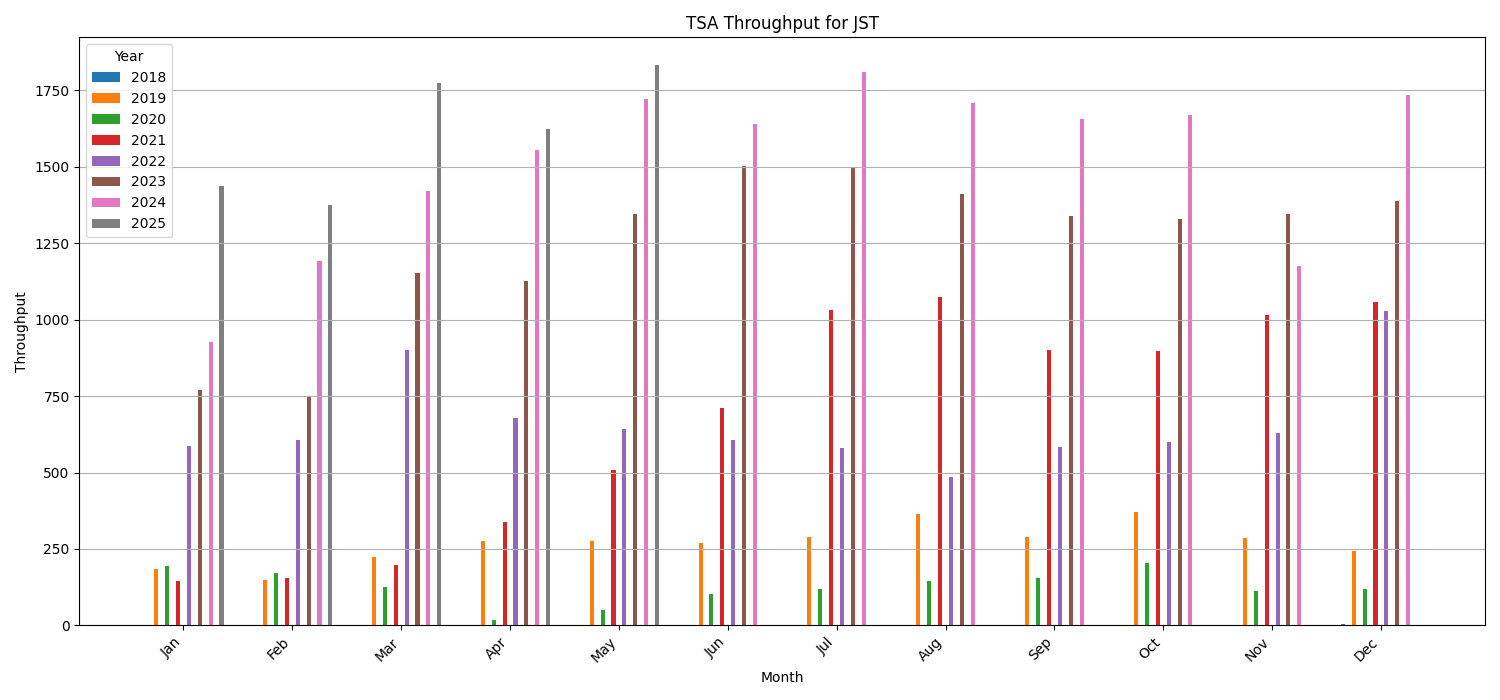 TSA Throughput for JST
Year
2018
2019
2020
2021
2022
2023
2024
2025
Throughput
1750
1500
1250
1000
750
500
250
0
Jan
Feb
Mar
Apr
May
Jun
Jul
Aug
Sep
Oct
Nov
Dec
Month